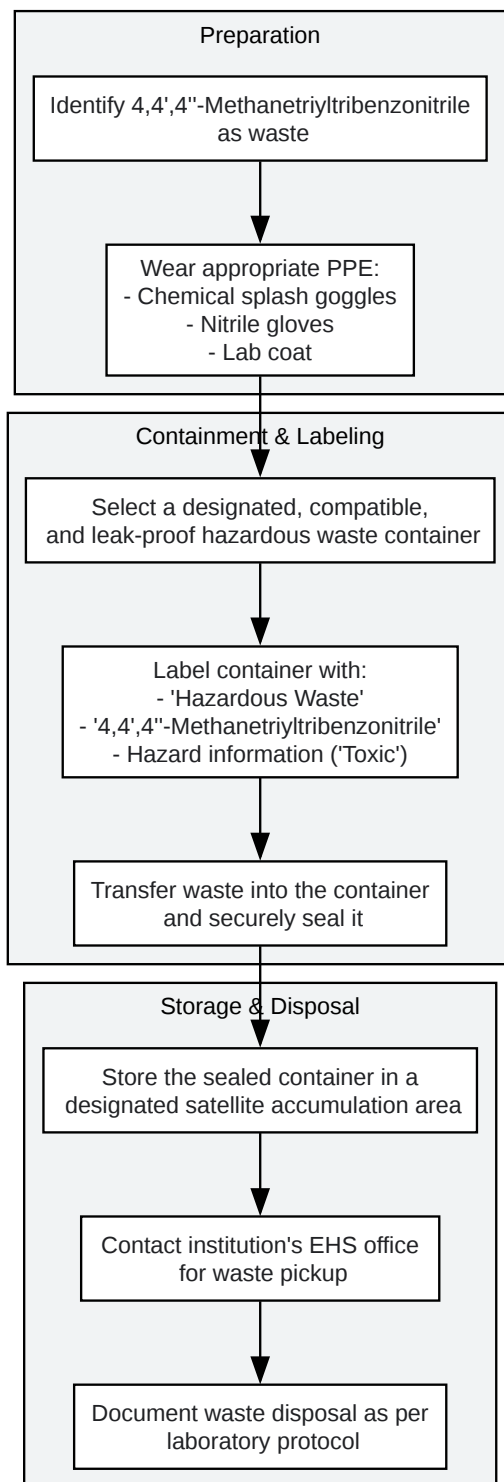 Preparation
Identify 4,4',4''-Methanetriyltribenzonitrile
as waste
Wear appropriate PPE:
- Chemical splash goggles
- Nitrile gloves
- Lab coat
Containment & Labeling
Select a designated, compatible,
and leak-proof hazardous waste container
Label container with:
- 'Hazardous Waste'
- '4,4',4''-Methanetriyltribenzonitrile'
- Hazard information ('Toxic')
Transfer waste into the container
and securely seal it
Storage & Disposal
Store the sealed container in a
designated satellite accumulation area
Contact institution's EHS office
for waste pickup
Document waste disposal as per
laboratory protocol